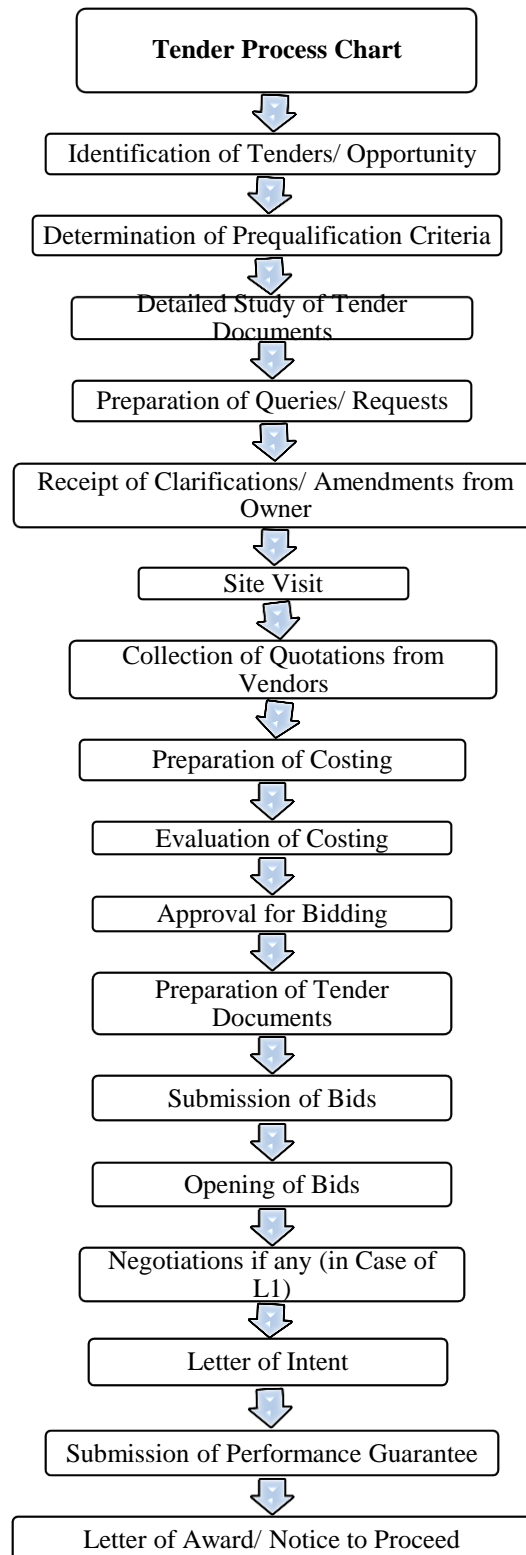 Tender Process Chart
Identification of Tenders/ Opportunity
Determination of Prequalification Criteria
Detailed Study of Tender
Documents
Preparation of Queries/ Requests
Receipt of Clarifications/ Amendments from
Owner
Site Visit
Collection of Quotations from
Vendors
Preparation of Costing
Evaluation of Costing
Approval for Bidding
Preparation of Tender
Documents
Submission of Bids
Opening of Bids
Negotiations if any (in Case of
L1)
Letter of Intent
Submission of Performance Guarantee
Letter of Award/ Notice to Proceed